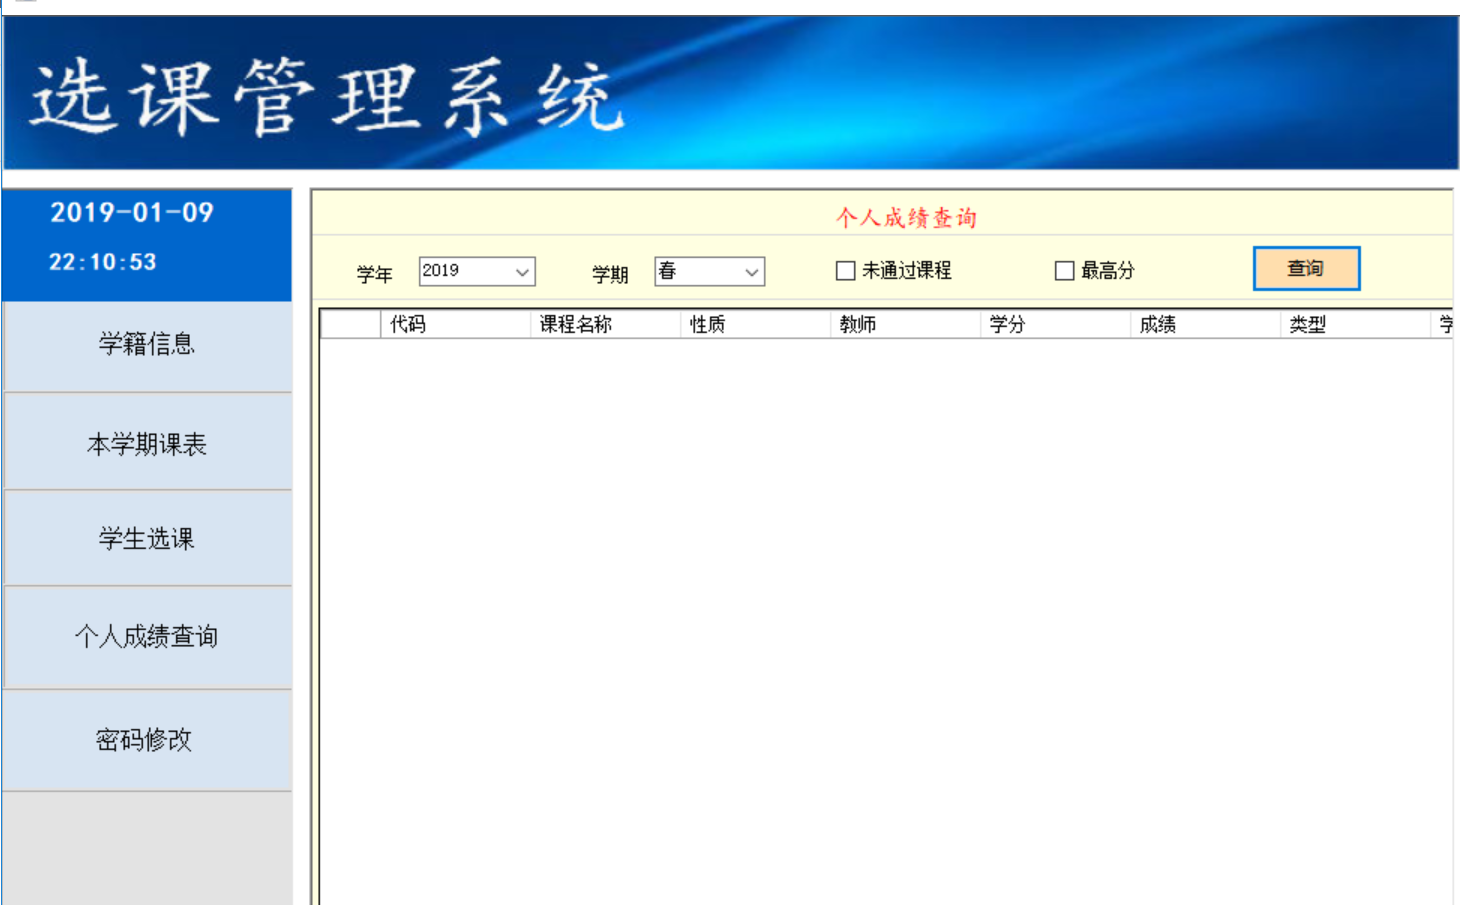 选课管理系统
2019-01-09
22:10:53
学籍信息
本学期课表
学生选课
个人成绩查询
密码修改
个人成绩查询
学年 2019 学期 春 未通过课程 最高分 查询
代码 课程名称 性质 教师 学分 成绩 类型 学